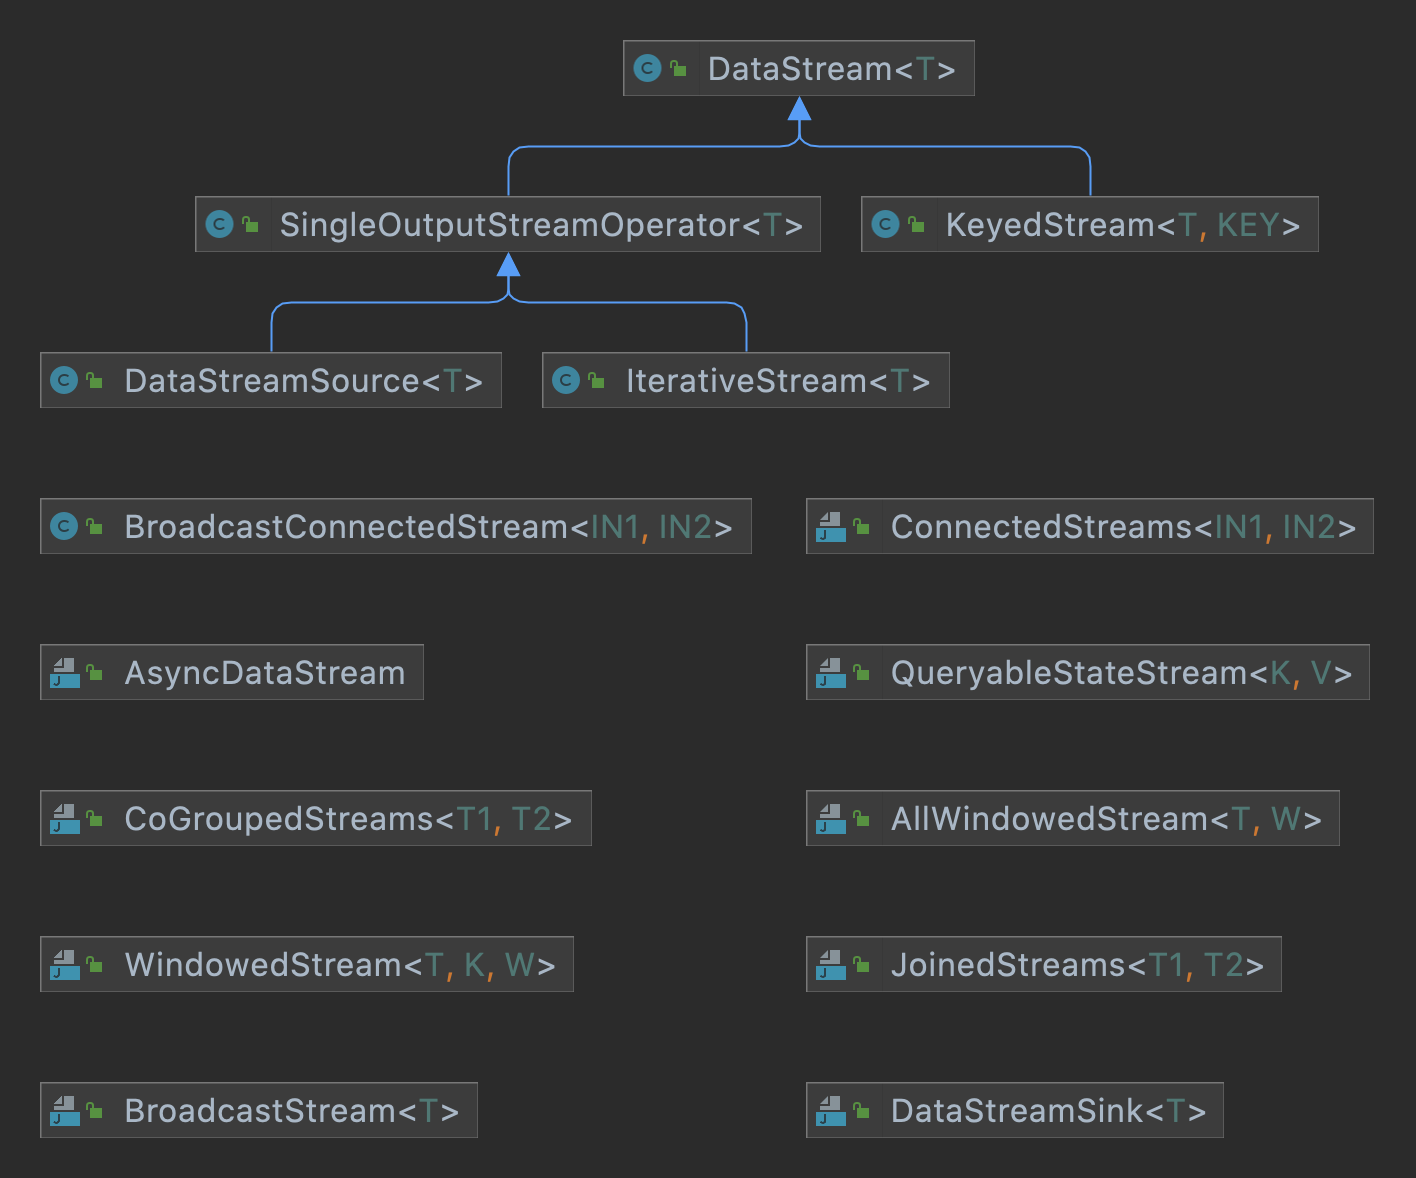 DataStream<T>
SingleOutputStreamOperator<T>
KeyedStream<T, KEY>
DataStreamSource<T>
IterativeStream<T>
BroadcastConnectedStream<IN1, IN2>
ConnectedStreams<IN1, IN2>
AsyncDataStream
QueryableStateStream<K, V>
CoGroupedStreams<T1, T2>
AllWindowedStream<T, W>
WindowedStream<T, K, W>
JoinedStreams<T1, T2>
BroadcastStream<T>
DataStreamSink<T>